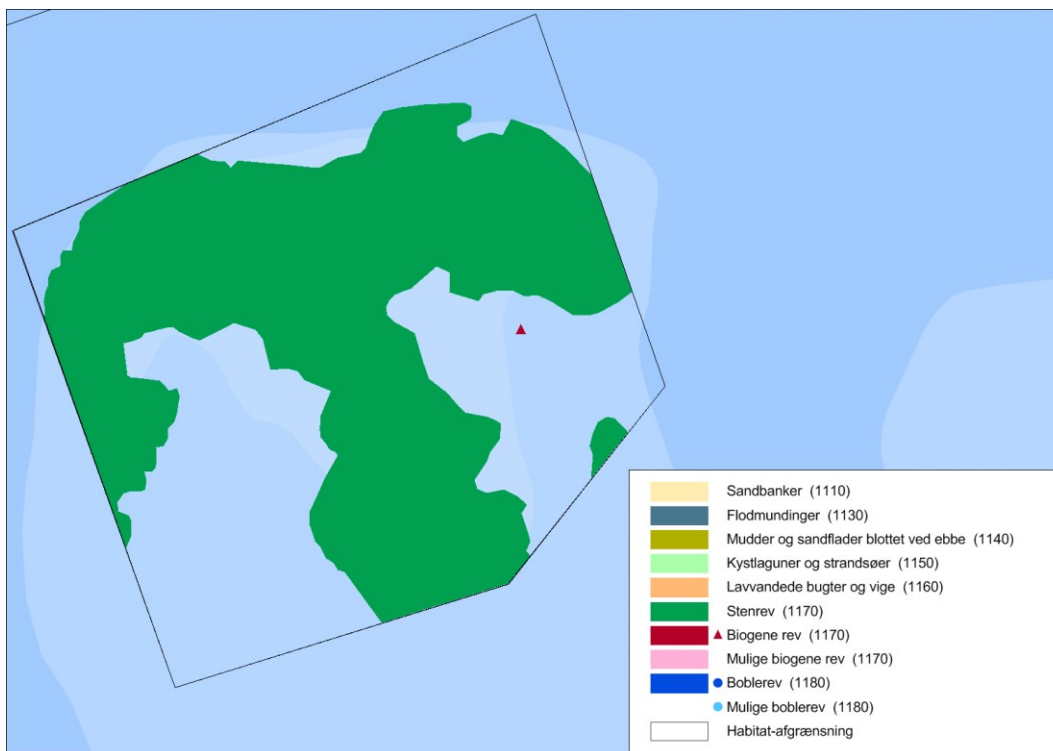 Sandbanker (1110)
Flodmundinger (1130)
Mudder og sandflader blottet ved ebbe (1140)
Kystlaguner og strandsøer (1150)
Lavvandede bugter og vige (1160)
Stenrev (1170)
Biogene rev (1170)
Mulige biogene rev (1170)
Boblerev (1180)
Mulige boblerev (1180)
Habitat-afgrænsning